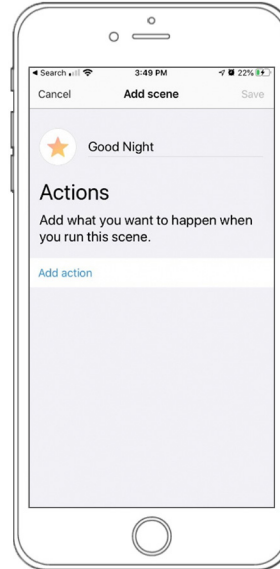 Search 3:49 PM 22%
Cancel Add scene Save
Good Night
Actions
Add what you want to happen when
you run this scene.
Add action